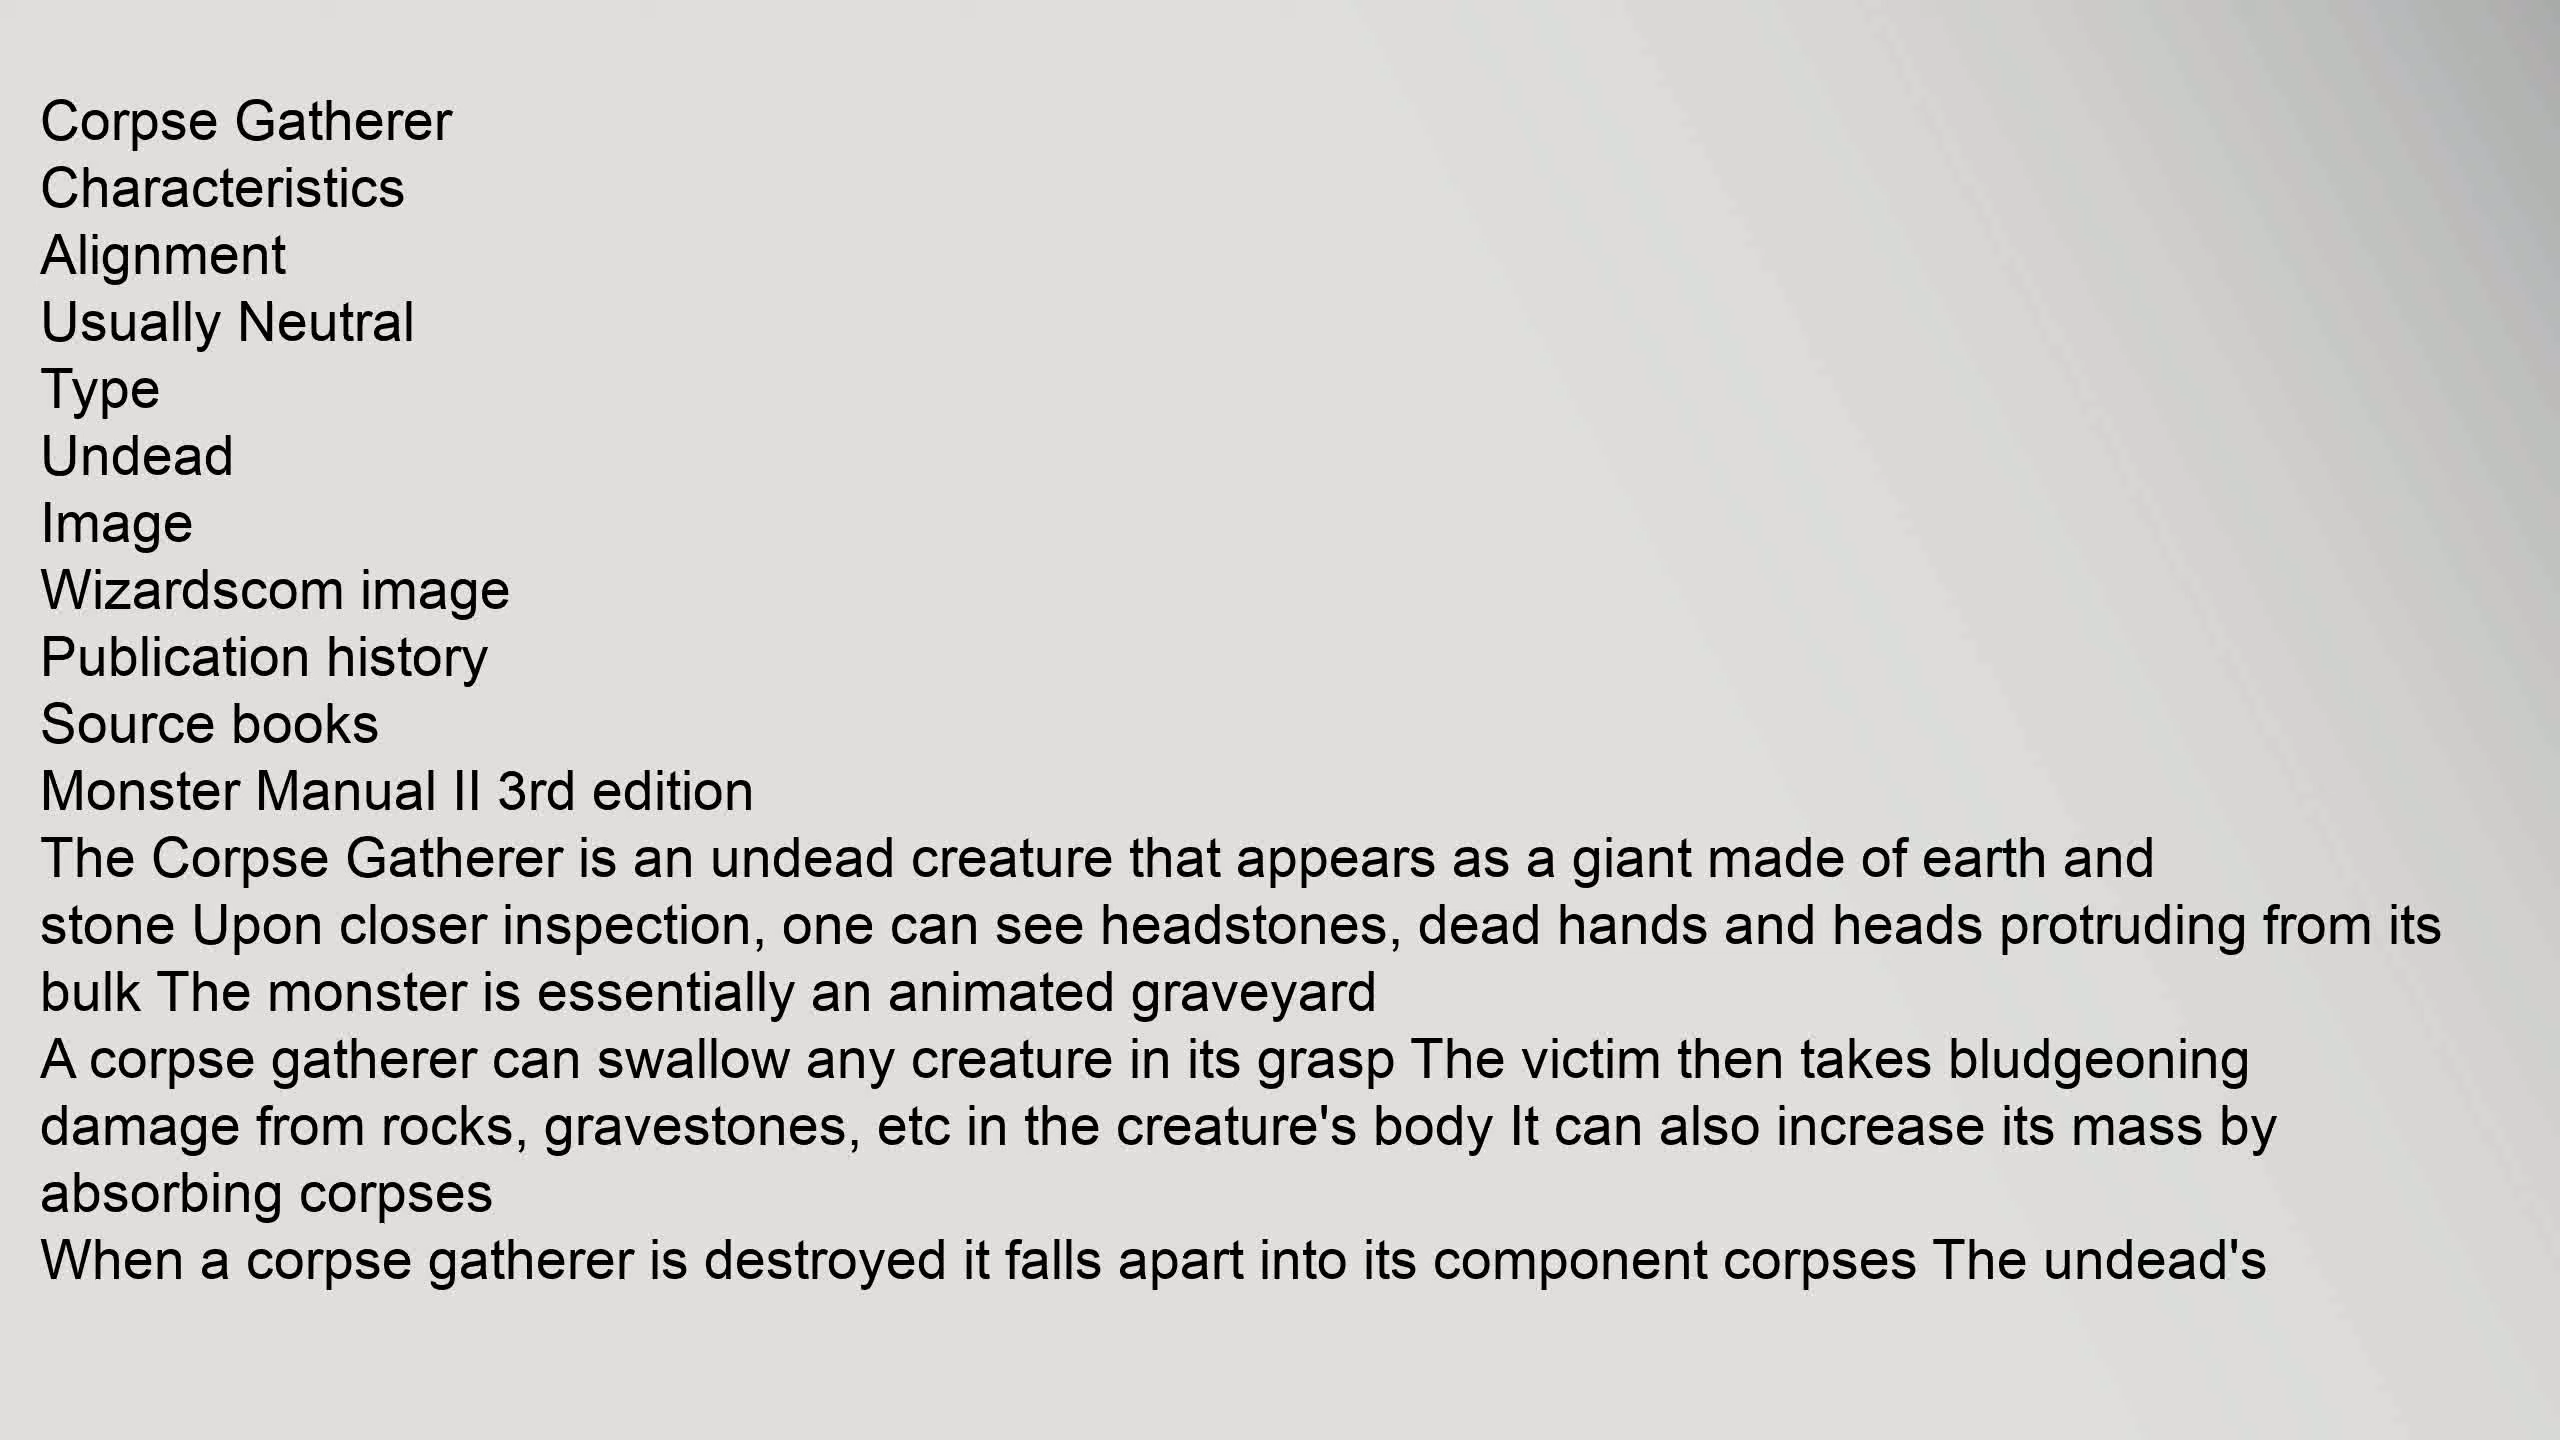 Corpse Gatherer
Characteristics
Alignment
Usually Neutral
Type
Undead
Image
Wizardscom image
Publication history
Source books
Monster Manual II 3rd edition
The Corpse Gatherer is an undead creature that appears as a giant made of earth and
stone Upon closer inspection, one can see headstones, dead hands and heads protruding from its
bulk The monster is essentially an animated graveyard
A corpse gatherer can swallow any creature in its grasp The victim then takes bludgeoning
damage from rocks, gravestones, etc in the creature's body It can also increase its mass by
absorbing corpses
When a corpse gatherer is destroyed it falls apart into its component corpses The undead's